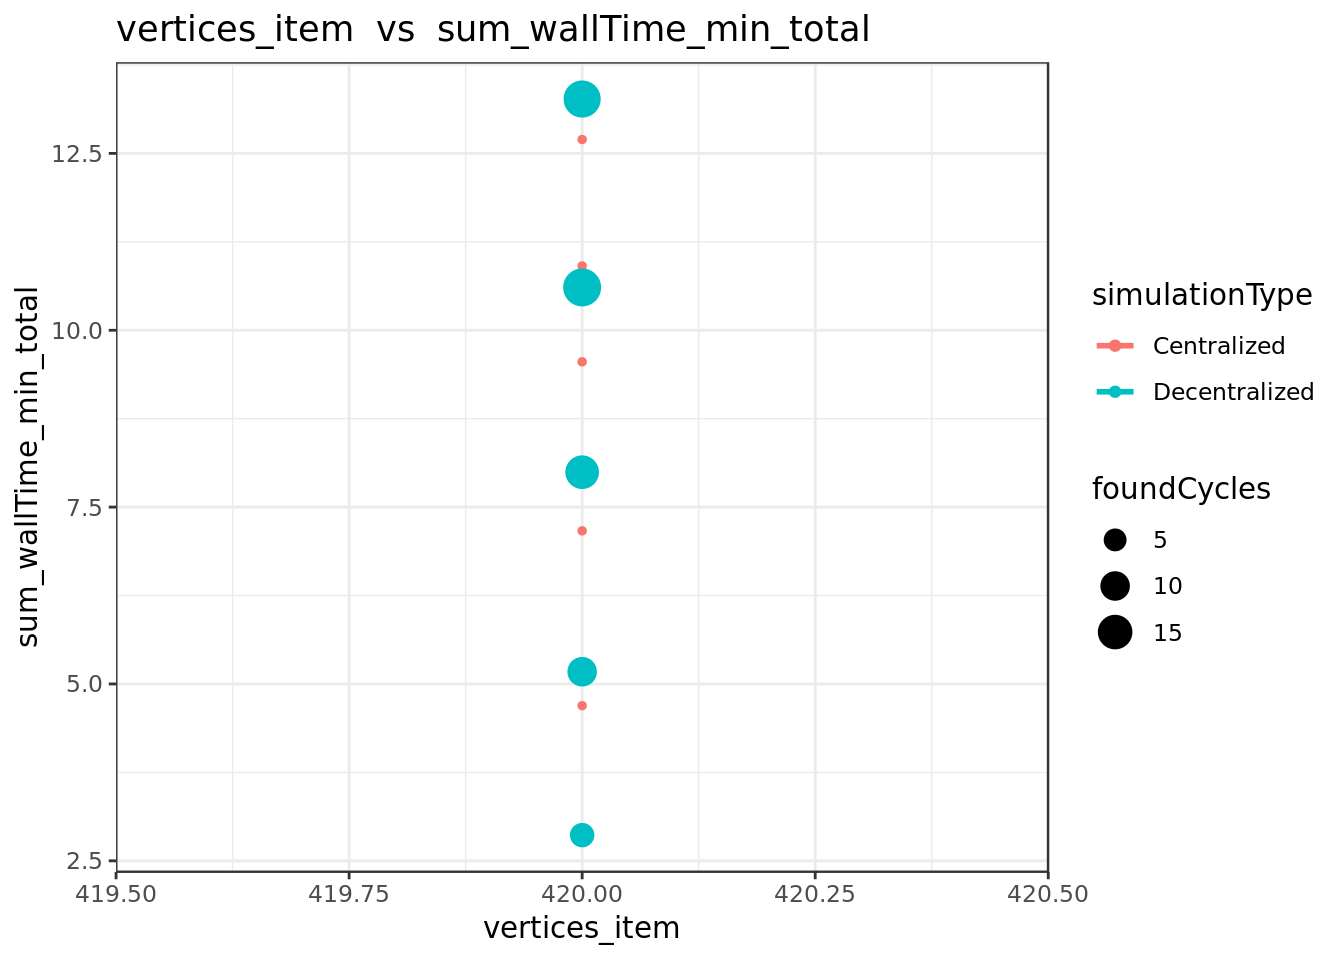 vertices_item vs sum_wallTime_min_total
sum_wallTime_min_total
12.5
10.0
7.5
5.0
2.5
419.50 419.75 420.00 420.25 420.50
vertices_item
simulationType
Centralized
Decentralized
foundCycles
5
10
15